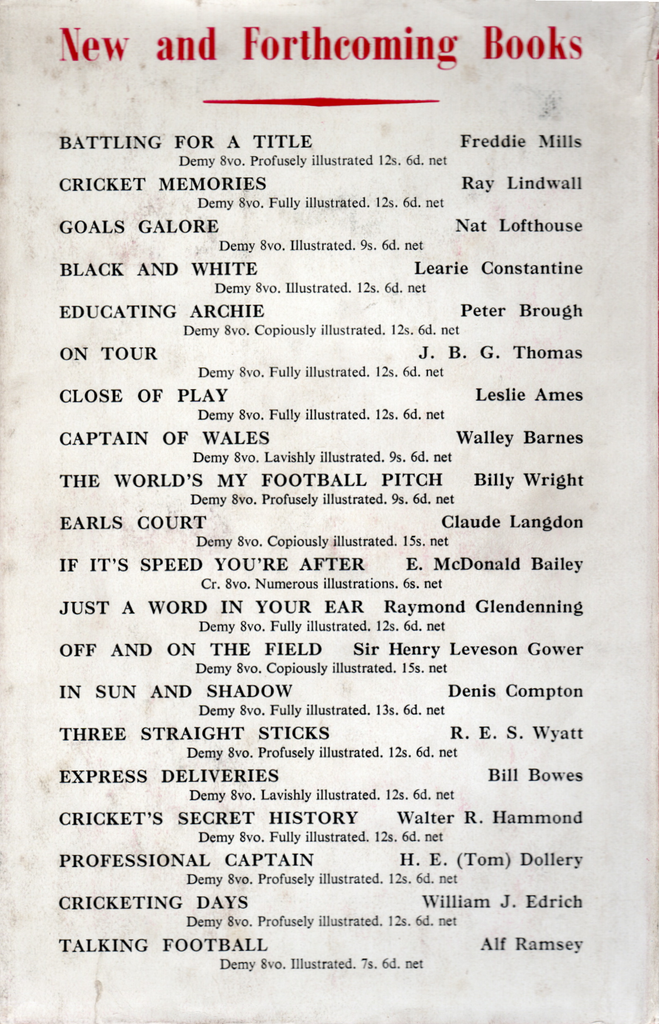 New and Forthcoming Books
BATTLING FOR A TITLE Freddie Mills
Demy 8vo. Profusely illustrated 12s. 6d. net
CRICKET MEMORIES Ray Lindwall
Demy 8vo. Fully illustrated. 12s. 6d. net
GOALS GALORE Nat Lofthouse
Demy 8vo. Illustrated. 9s. 6d. net
BLACK AND WHITE Learie Constantine
Demy 8vo. Illustrated. 12s. 6d. net
EDUCATING ARCHIE Peter Brough
Demy 8vo. Copiously illustrated. 12s. 6d. net
ON TOUR J. B. G. Thomas
Demy 8vo. Fully illustrated. 12s. 6d. net
CLOSE OF PLAY Leslie Ames
Demy 8vo. Fully illustrated. 12s. 6d. net
CAPTAIN OF WALES Walley Barnes
Demy 8vo. Lavishly illustrated. 9s. 6d. net
THE WORLD'S MY FOOTBALL PITCH Billy Wright
Demy 8vo. Profusely illustrated. 9s. 6d. net
EARLS COURT Claude Langdon
Demy 8vo. Copiously illustrated. 15s. net
IF IT'S SPEED YOU'RE AFTER E. McDonald Bailey
Cr. 8vo. Numerous illustrations. 6s. net
JUST A WORD IN YOUR EAR Raymond Glendenning
Demy 8vo. Fully illustrated. 12s. 6d. net
OFF AND ON THE FIELD Sir Henry Leveson Gower
Demy 8vo. Copiously illustrated. 15s. net
IN SUN AND SHADOW Denis Compton
Demy 8vo. Fully illustrated. 13s. 6d. net
THREE STRAIGHT STICKS R. E. S. Wyatt
Demy 8vo. Profusely illustrated. 12s. 6d. net
EXPRESS DELIVERIES Bill Bowes
Demy 8vo. Lavishly illustrated. 12s. 6d. net
CRICKET'S SECRET HISTORY Walter R. Hammond
Demy 8vo. Fully illustrated. 12s. 6d. net
PROFESSIONAL CAPTAIN H. E. (Tom) Dollery
Demy 8vo. Profusely illustrated. 12s. 6d. net
CRICKETING DAYS William J. Edrich
Demy 8vo. Profusely illustrated. 12s. 6d. net
TALKING FOOTBALL Alf Ramsey
Demy 8vo. Illustrated. 7s. 6d. net